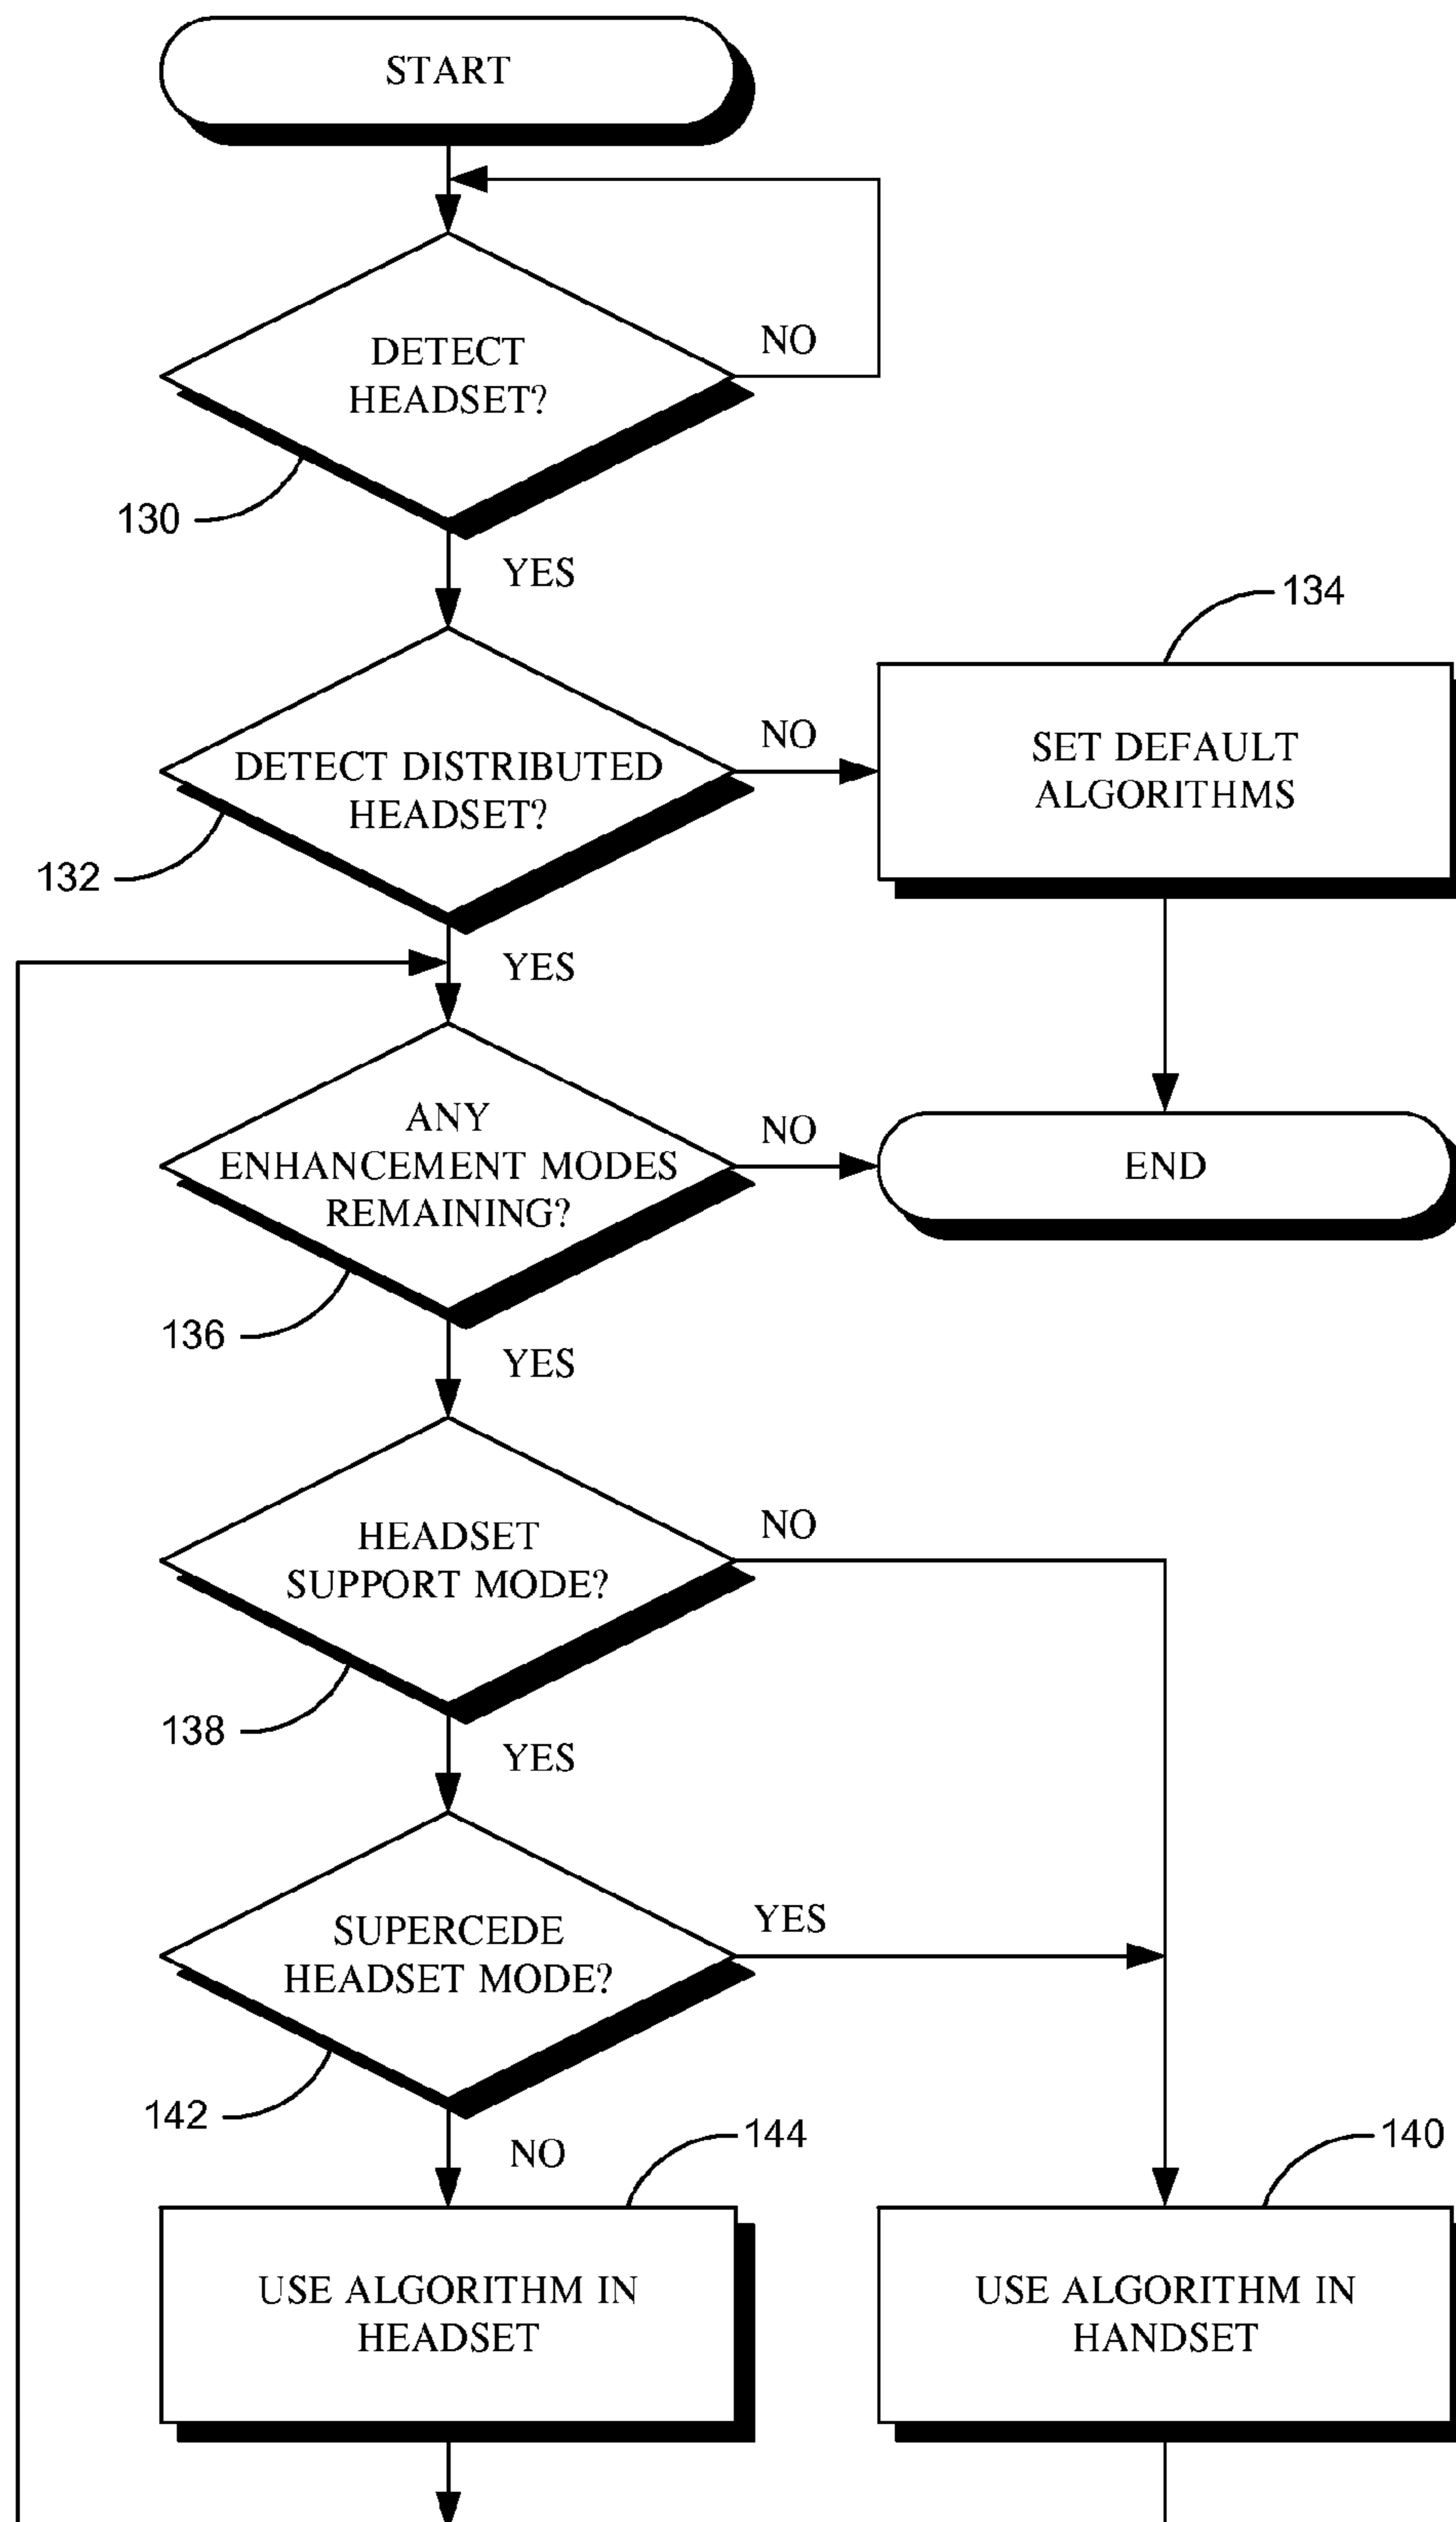 START
DETECT
HEADSET?
NO
130
YES
134
DETECT DISTRIBUTED
HEADSET?
NO
SET DEFAULT
ALGORITHMS
132
YES
ANY
ENHANCEMENT MODES
REMAINING?
NO
END
136
YES
HEADSET
SUPPORT MODE?
NO
138
YES
SUPERCEDE
HEADSET MODE?
YES
142
NO
144
140
USE ALGORITHM IN
HEADSET
USE ALGORITHM IN
HANDSET